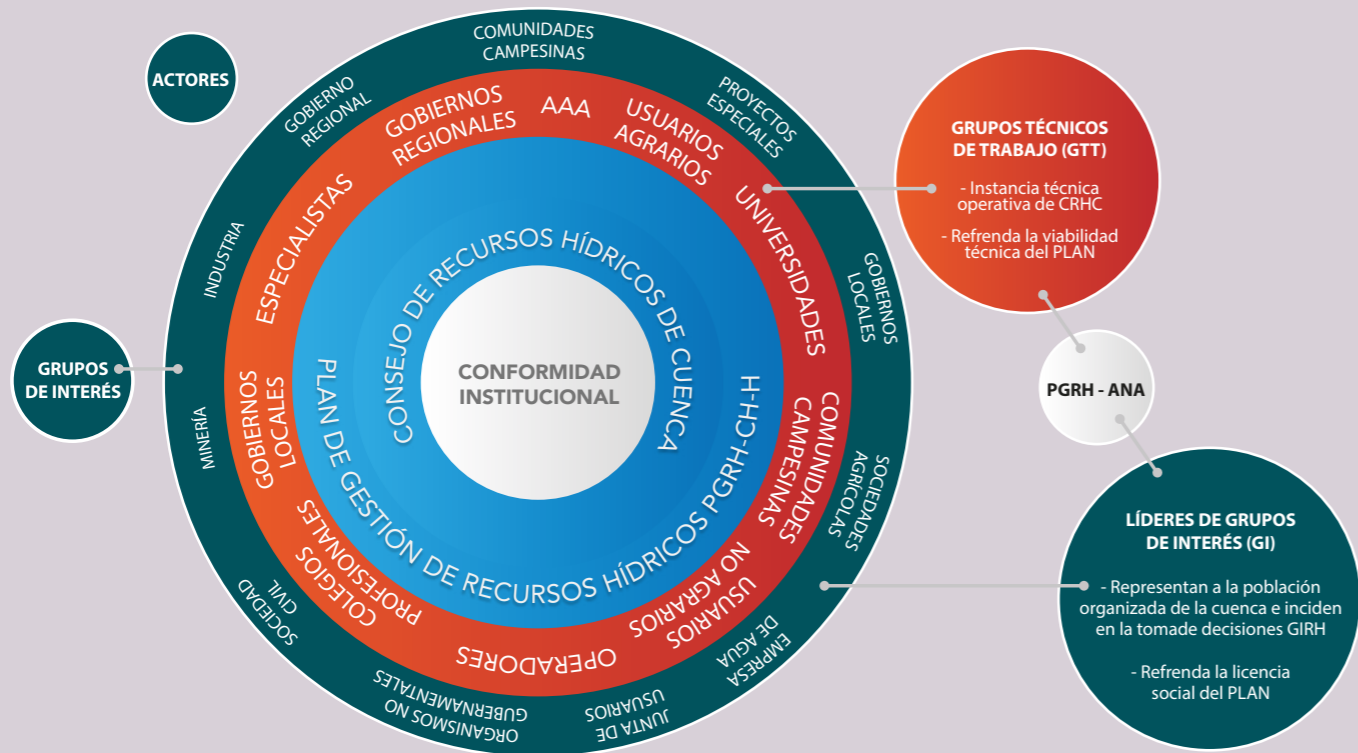 ACTORES
COMUNIDADES
CAMPESINAS
PROYECTOS
ESPECIALES
GOBIERNOS
LOCALES
SOCIEDADES
AGRÍCOLAS
EMPRESA
DE AGUA
JUNTA DE
USUARIOS
ORGANISMOS NO
GUBERNAMENTALES
SOCIEDAD
CIVIL
MINERÍA
INDUSTRIA
GOBIERNO
REGIONAL
GRUPOS
DE INTERÉS
AAA
USUARIOS
AGRARIOS
UNIVERSIDADES
COMUNIDADES
CAMPESINAS
USUARIOS
NO AGRARIOS
OPERADORES
COLEGIOS
PROFESIONALES
GOBIERNOS
LOCALES
ESPECIALISTAS
GOBIERNOS
REGIONALES
CONSEJO DE RECURSOS HÍDRICOS DE CUENCA
PLAN DE GESTIÓN DE RECURSOS HÍDRICOS PGRH-CH-H
CONFORMIDAD
INSTITUCIONAL
GRUPOS TÉCNICOS
DE TRABAJO (GTT)
- Instancia técnica
operativa de CRHC
- Refrenda la viabilidad
técnica del PLAN
PGRH - ANA
LÍDERES DE GRUPOS
DE INTERÉS (GI)
- Representan a la población
organizada de la cuenca e inciden
en la tomade decisiones GIRH
- Refrenda la licencia
social del PLAN